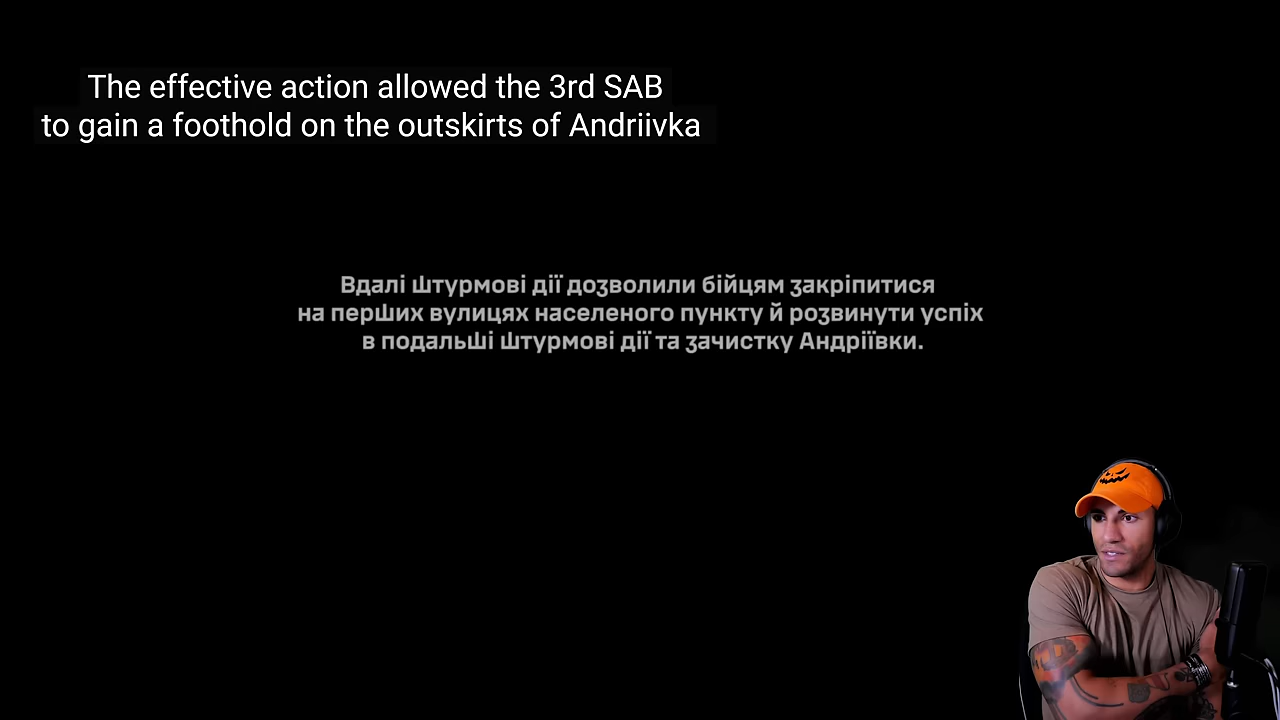 The effective action allowed the 3rd SAB
to gain a foothold on the outskirts of Andriivka
Вдалі штурмові дії дозволили бійцям закріпитися
на перших вулицях населеного пункту й розвинути успіх
в подальші штурмові дії та зачистку Андріївки.